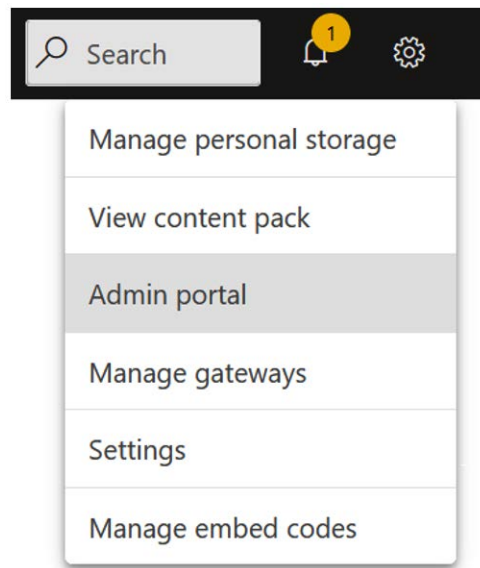 Search
1
Manage personal storage
View content pack
Admin portal
Manage gateways
Settings
Manage embed codes